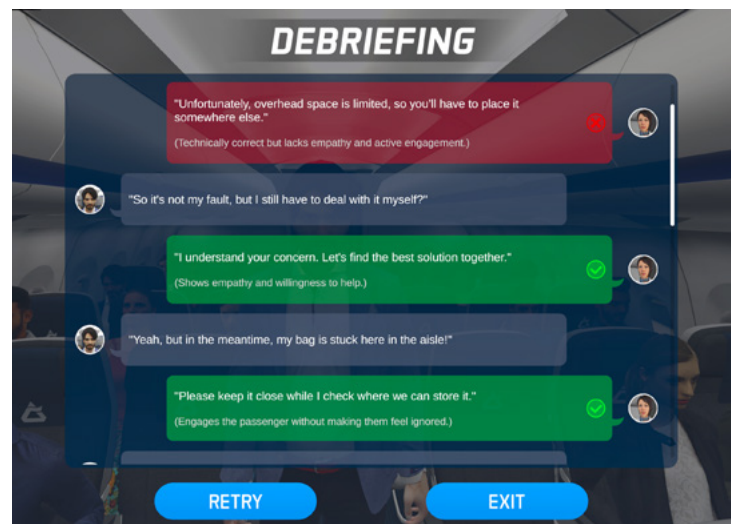 DEBRIEFING
"Unfortunately, overhead space is limited, so you'll have to place it
somewhere else."
(Technically correct but lacks empathy and active engagement.)
"So it's not my fault, but I still have to deal with it myself?"
"I understand your concern. Let's find the best solution together."
(Shows empathy and willingness to help.)
"Yeah, but in the meantime, my bag is stuck here in the aisle!"
"Please keep it close while I check where we can store it."
(Engages the passenger without making them feel ignored.)
RETRY
EXIT